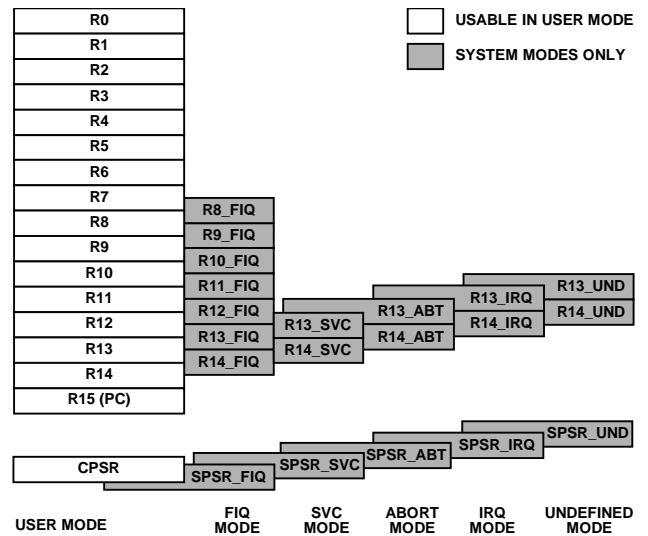 R0
USABLE IN USER MODE
R1
SYSTEM MODES ONLY
R2
R3
R4
R5
R6
R7
R8_FIQ
R8
R9_FIQ
R9
R10_FIQ
R10
R11_FIQ
R13_UND
R11
R13_IRQ
R12_FIQ
R13_ABT
R14_UND
R12
R13_SVC
R14_IRQ
R13_FIQ
R14_ABT
R13
R14_SVC
R14_FIQ
R14
R15 (PC)
SPSR_UND
SPSR_IRQ
SPSR_ABT
SPSR_SVC
CPSR
SPSR_FIQ
USER MODE
FIQ
MODE
SVC
MODE
ABORT
MODE
IRQ
MODE
UNDEFINED
MODE